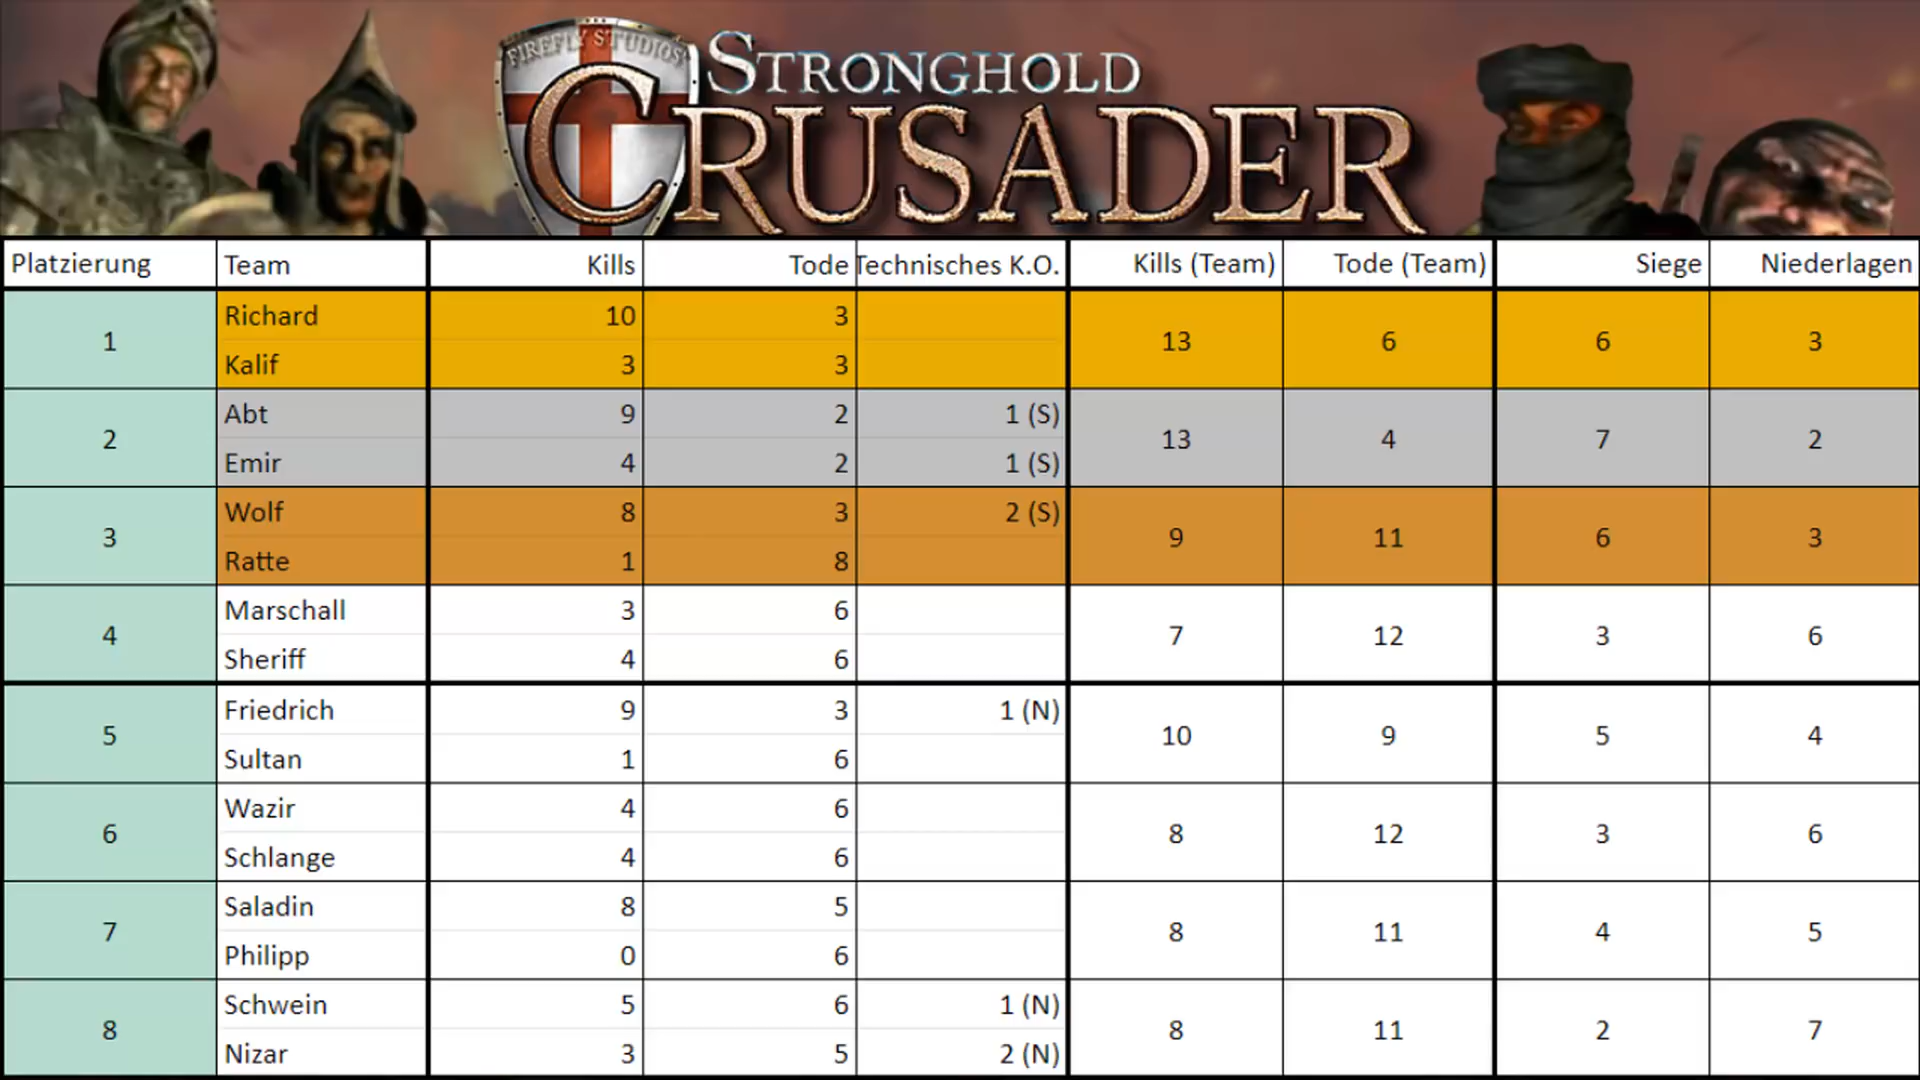 FIREFLY STUDIOS'
STRONGHOLD
CRUSADER
Platzierung Team Kills Tode Technisches K.O. Kills (Team) Tode (Team) Siege Niederlagen
1 Richard 10 3 13 6 6 3
Kalif 3 3
2 Abt 9 2 1 (S) 13 4 7 2
Emir 4 2 1 (S)
3 Wolf 8 3 2 (S) 9 11 6 3
Ratte 1 8
4 Marschall 3 6 7 12 3 6
Sheriff 4 6
5 Friedrich 9 3 1 (N) 10 9 5 4
Sultan 1 6
6 Wazir 4 6 8 12 3 6
Schlange 4 6
7 Saladin 8 5 8 11 4 5
Philipp 0 6
8 Schwein 5 6 1 (N) 8 11 2 7
Nizar 3 5 2 (N)